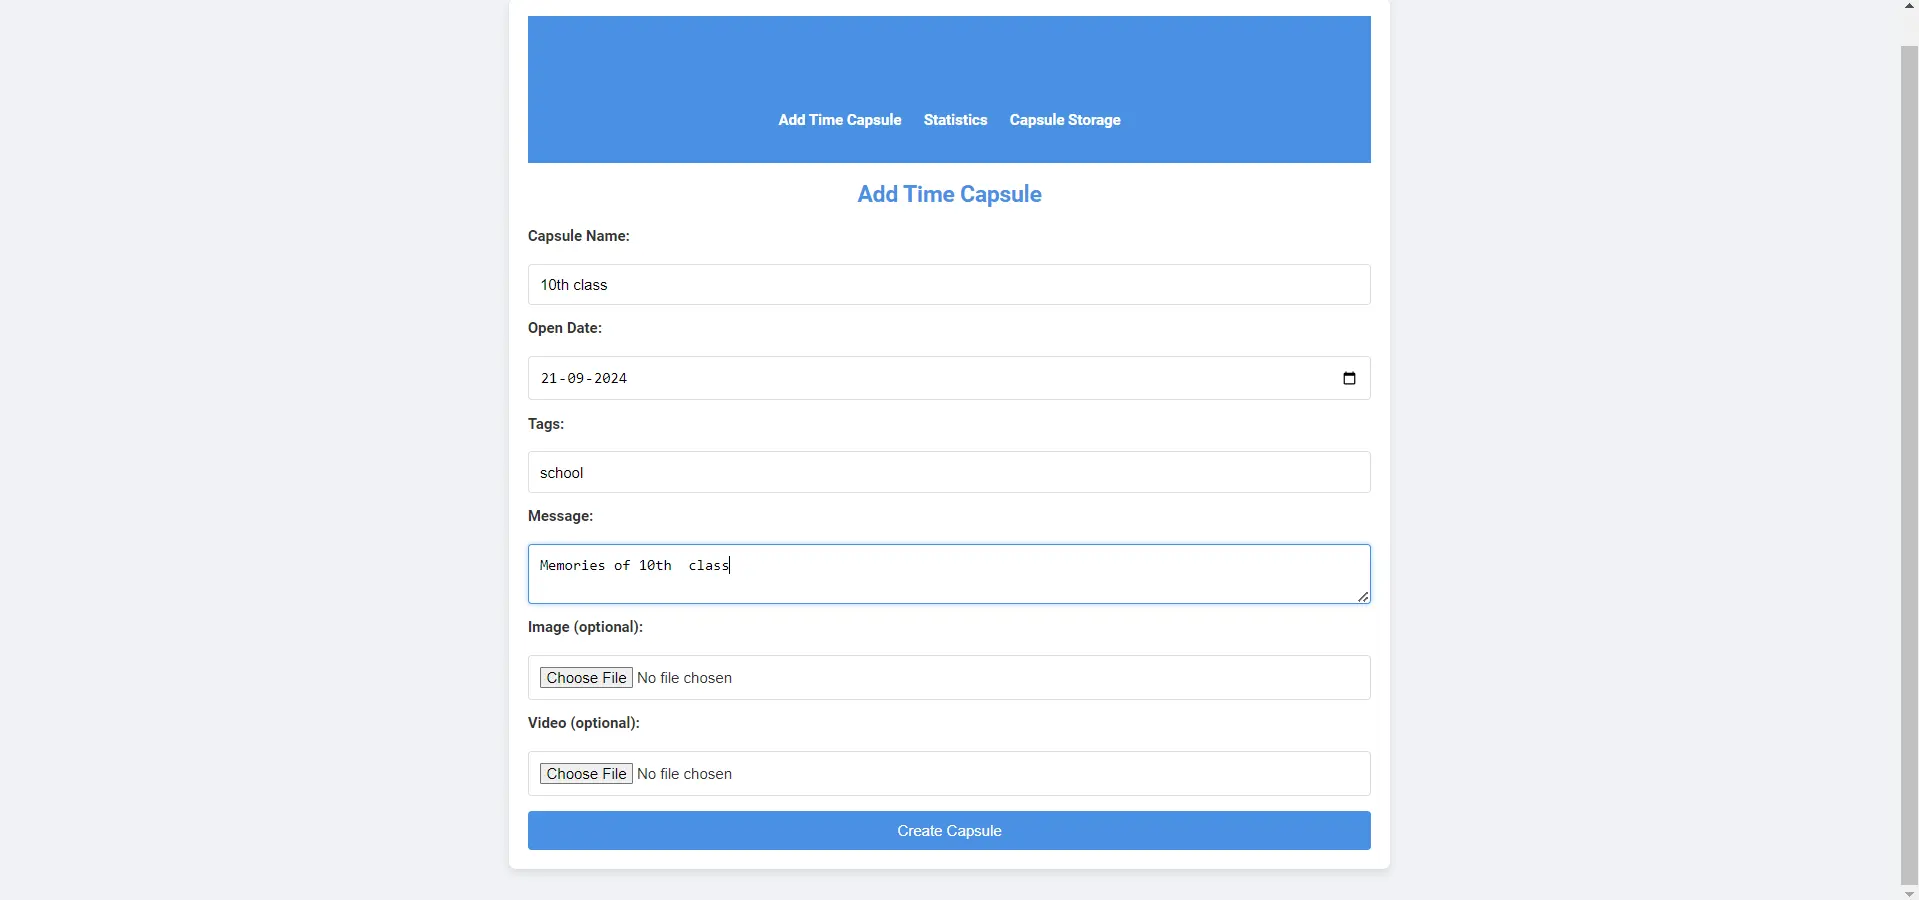 Add Time Capsule Statistics Capsule Storage
Add Time Capsule
Capsule Name:
10th class
Open Date:
21-09-2024
Tags:
school
Message:
Memories of 10th  class
Image (optional):
Choose File No file chosen
Video (optional):
Choose File No file chosen
Create Capsule